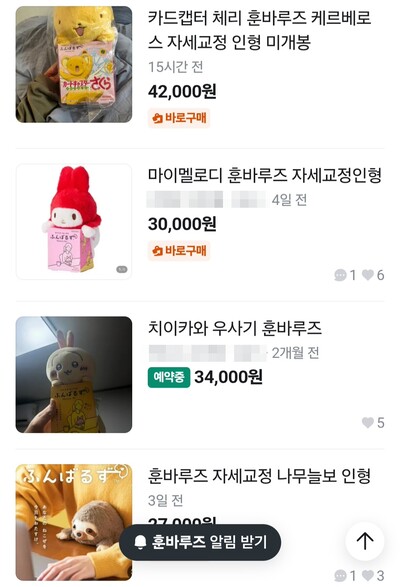 카드캡터 체리 훈바루즈 케르베로
스 자세교정 인형 미개봉
15시간 전
42,000원
바로구매
마이멜로디 훈바루즈 자세교정인형
4일 전
30,000원
바로구매
1 6
치이카와 우사기 훈바루즈
· 2개월 전
예약중 34,000원
5
ふんばるず
훈바루즈 자세교정 나무늘보 인형
3일 전
훈바루즈 알림 받기
1 3